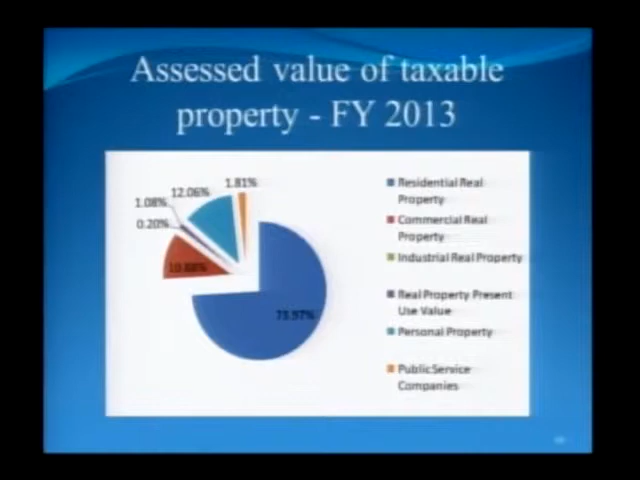 Assessed value of taxable
property - FY 2013
1.81%
12.06%
1.08%
0.20%
10.88%
73.97%
Residential Real
Property
Commercial Real
Property
Industrial Real Property
Real Property Present
Use Value
Personal Property
Public Service
Companies